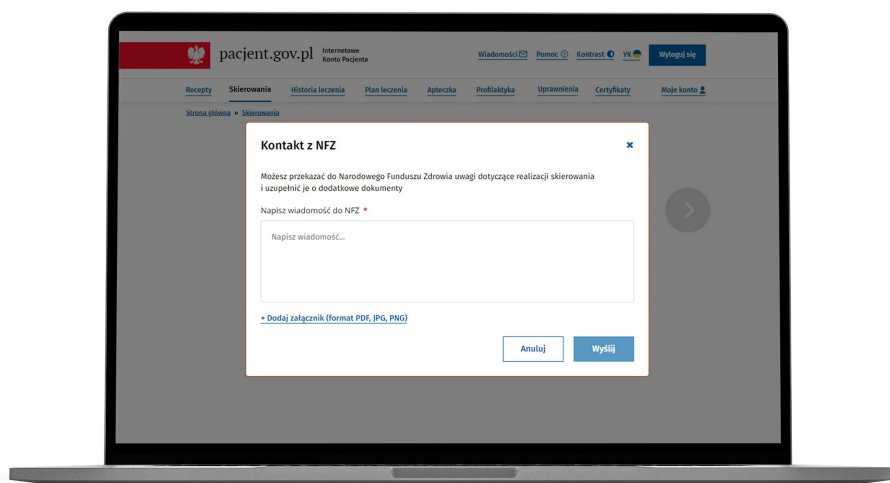 pacjent.gov.pl Internetowe Konto Pacjenta Wiadomości Pomoc Kontrast УК Wyloguj się
Recepty Skierowania Historia leczenia Plan leczenia Apteczka Profilaktyka Uprawnienia Certyfikaty Moje konto
Strona główna » Skierowania
Kontakt z NFZ
Możesz przekazać do Narodowego Funduszu Zdrowia uwagi dotyczące realizacji skierowania
i uzupełnić je o dodatkowe dokumenty
Napisz wiadomość do NFZ *
Napisz wiadomość...
+ Dodaj załącznik (format PDF, JPG, PNG)
Anuluj Wyślij